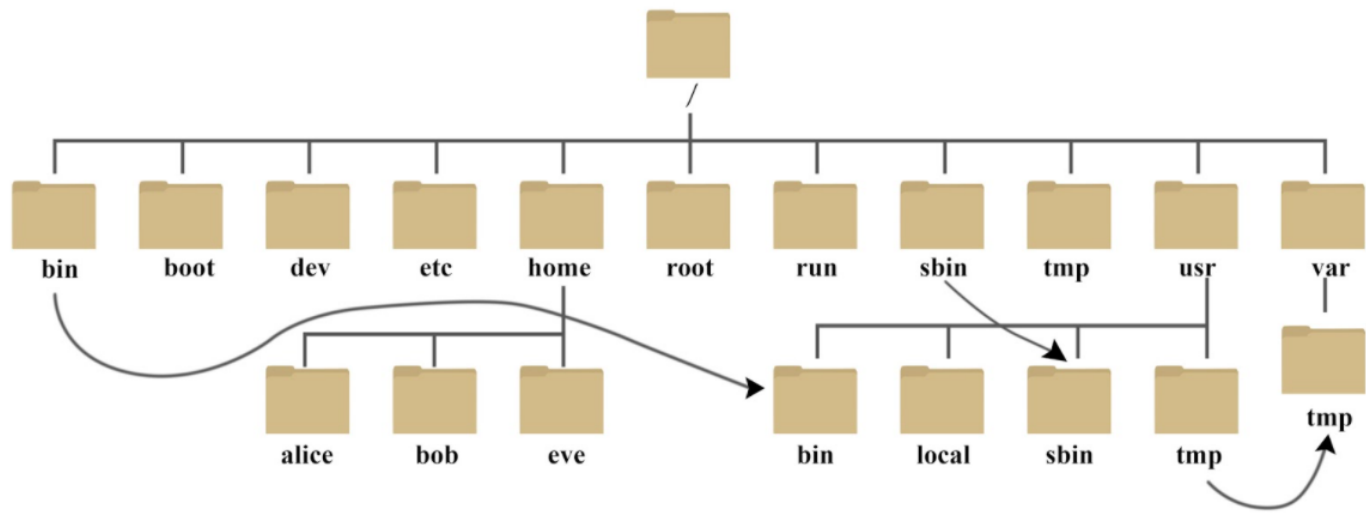 /
bin boot dev etc home root run sbin tmp usr var
alice bob eve bin local sbin tmp tmp